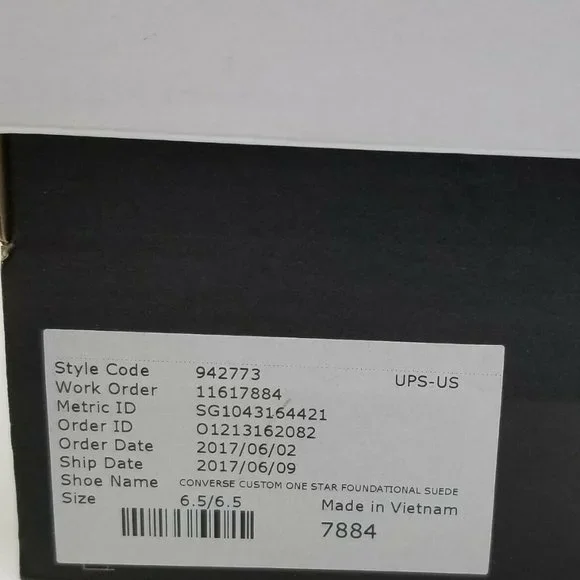 Style Code 942773 UPS-US
Work Order 11617884
Metric ID SG1043164421
Order ID O1213162082
Order Date 2017/06/02
Ship Date 2017/06/09
Shoe Name CONVERSE CUSTOM ONE STAR FOUNDATIONAL SUEDE
Size 6.5/6.5 Made in Vietnam
7884